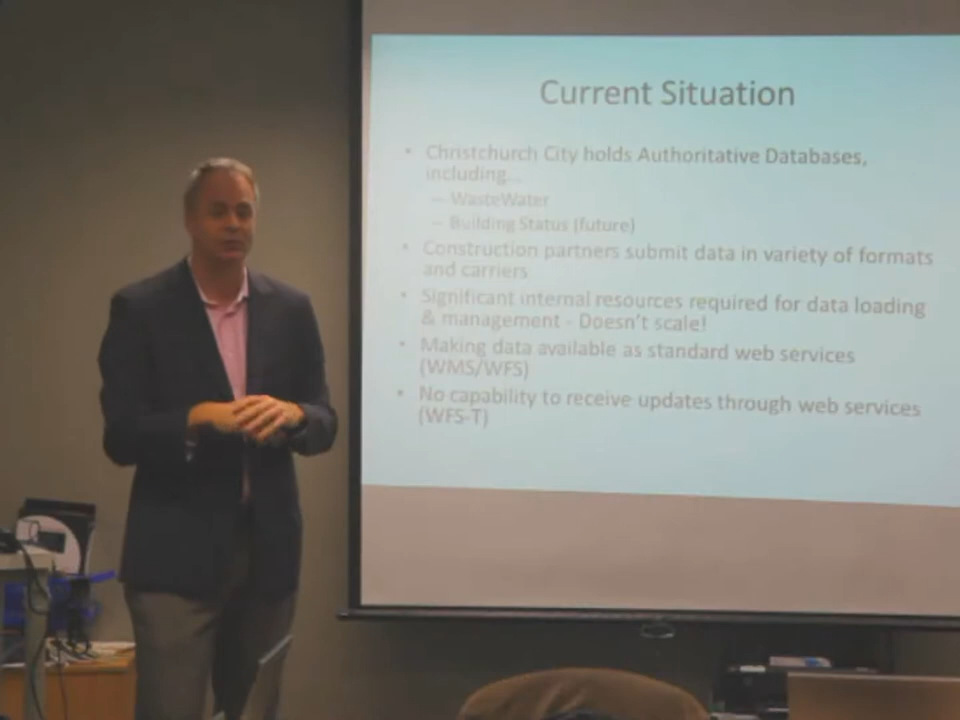 Current Situation
• Christchurch City holds Authoritative Databases,
including...
– WasteWater
– Building Status (future)
• Construction partners submit data in variety of formats
and carriers
• Significant internal resources required for data loading
& management - Doesn't scale!
• Making data available as standard web services
(WMS/WFS)
• No capability to receive updates through web services
(WFS-T)